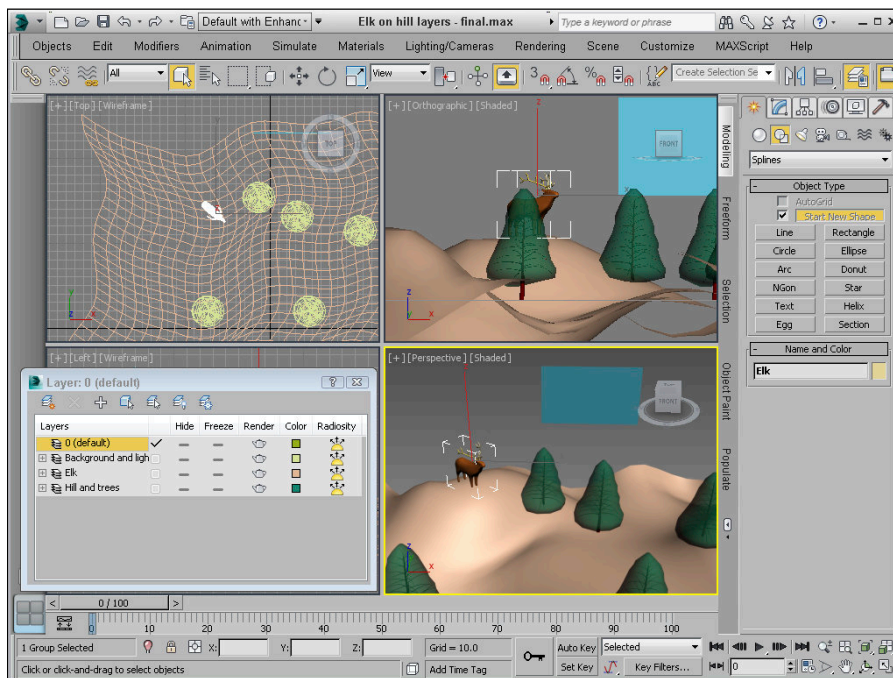 Default with Enhanc
Elk on hill layers - final.max
Type a keyword or phrase
Objects Edit Modifiers Animation Simulate Materials Lighting/Cameras Rendering Scene Customize MAXScript Help
All
View
3
%
ABC
Create Selection Se
[+] [Top] [Wireframe]
TOP
[+] [Orthographic] [Shaded]
FRONT
z
x
z
y
x
z
x
[+] [Left] [Wireframe]
[+] [Perspective] [Shaded]
FRONT
z
x
Modeling
Freeform
Selection
Object Paint
Populate
Splines
- Object Type
AutoGrid
Start New Shape
Line Rectangle
Circle Ellipse
Arc Donut
NGon Star
Text Helix
Egg Section
- Name and Color
Elk
Layer: 0 (default)
Layers Hide Freeze Render Color Radiosity
0 (default)
Background and ligh
Elk
Hill and trees
< 0 / 100 >
0 10 20 30 40 50 60 70 80 90 100
1 Group Selected X: Y: Z: Grid = 10.0 Auto Key Selected
Click or click-and-drag to select objects Add Time Tag Set Key Key Filters... 0